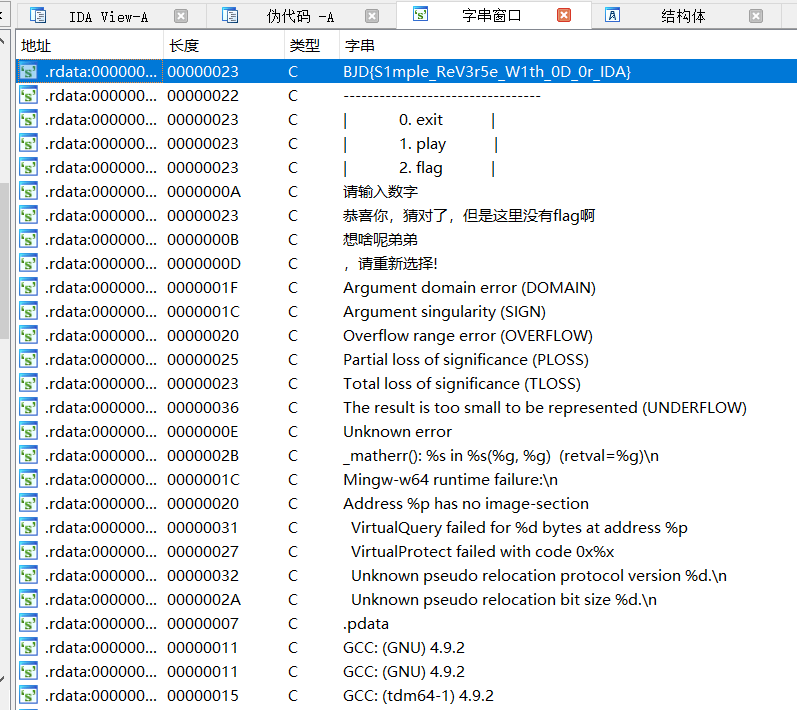 IDA View-A 伪代码 -A 字串窗口 结构体
地址 长度 类型 字串
.rdata:000000... 00000023 C BJD{S1mple_ReV3r5e_W1th_0D_0r_IDA}
.rdata:000000... 00000022 C ---------------------------------
.rdata:000000... 00000023 C | 0. exit |
.rdata:000000... 00000023 C | 1. play |
.rdata:000000... 00000023 C | 2. flag |
.rdata:000000... 0000000A C 请输入数字
.rdata:000000... 00000023 C 恭喜你，猜对了，但是这里没有flag啊
.rdata:000000... 0000000B C 想啥呢弟弟
.rdata:000000... 0000000D C ，请重新选择!
.rdata:000000... 0000001F C Argument domain error (DOMAIN)
.rdata:000000... 0000001C C Argument singularity (SIGN)
.rdata:000000... 00000020 C Overflow range error (OVERFLOW)
.rdata:000000... 00000025 C Partial loss of significance (PLOSS)
.rdata:000000... 00000023 C Total loss of significance (TLOSS)
.rdata:000000... 00000036 C The result is too small to be represented (UNDERFLOW)
.rdata:000000... 0000000E C Unknown error
.rdata:000000... 0000002B C _matherr(): %s in %s(%g, %g) (retval=%g)\n
.rdata:000000... 0000001C C Mingw-w64 runtime failure:\n
.rdata:000000... 00000020 C Address %p has no image-section
.rdata:000000... 00000031 C VirtualQuery failed for %d bytes at address %p
.rdata:000000... 00000027 C VirtualProtect failed with code 0x%x
.rdata:000000... 00000032 C Unknown pseudo relocation protocol version %d.\n
.rdata:000000... 0000002A C Unknown pseudo relocation bit size %d.\n
.rdata:000000... 00000007 C .pdata
.rdata:000000... 00000011 C GCC: (GNU) 4.9.2
.rdata:000000... 00000011 C GCC: (GNU) 4.9.2
.rdata:000000... 00000015 C GCC: (tdm64-1) 4.9.2